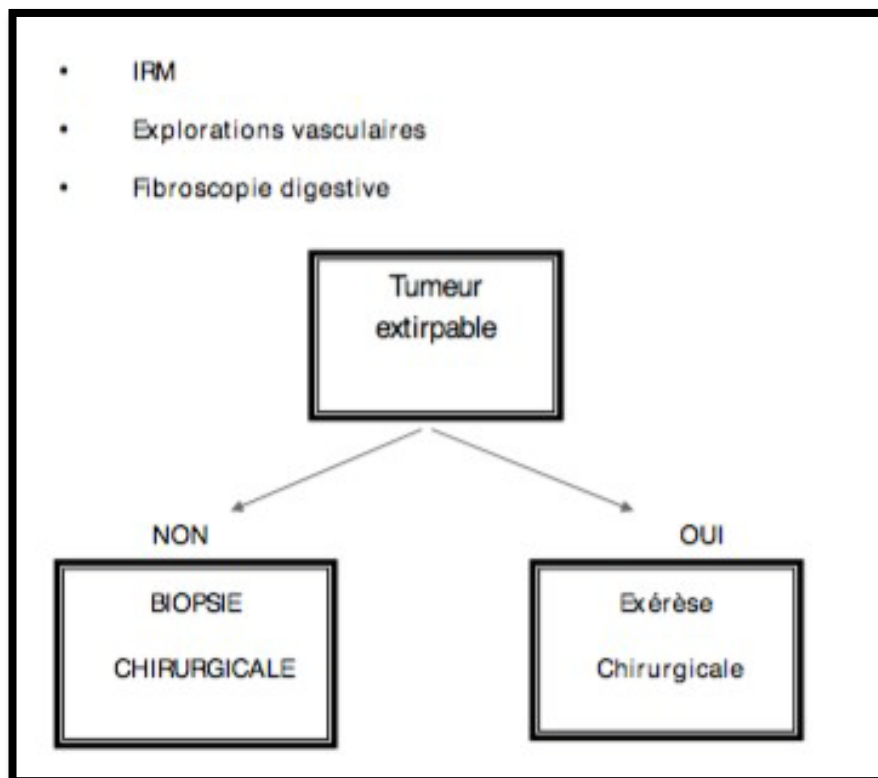 • IRM
• Explorations vasculaires
• Fibroscopie digestive
Tumeur
extirpable
NON
OUI
BIOPSIE
CHIRURGICALE
Exérèse
Chirurgicale